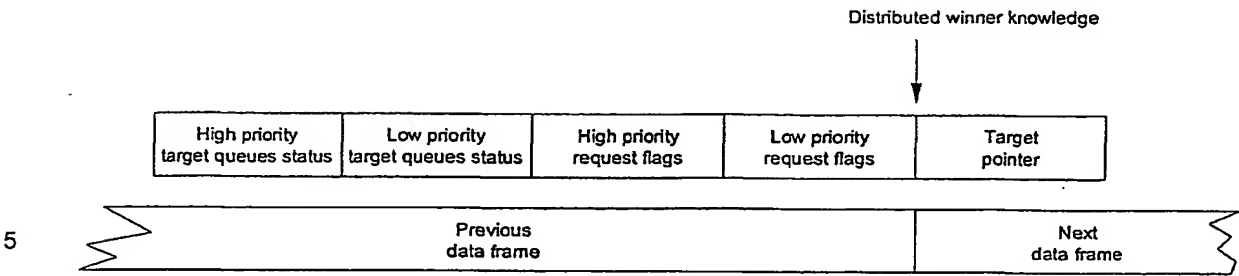 Distributed winner knowledge
High priority
target queues status
Low priority
target queues status
High priority
request flags
Low priority
request flags
Target
pointer
5
Previous
data frame
Next
data frame